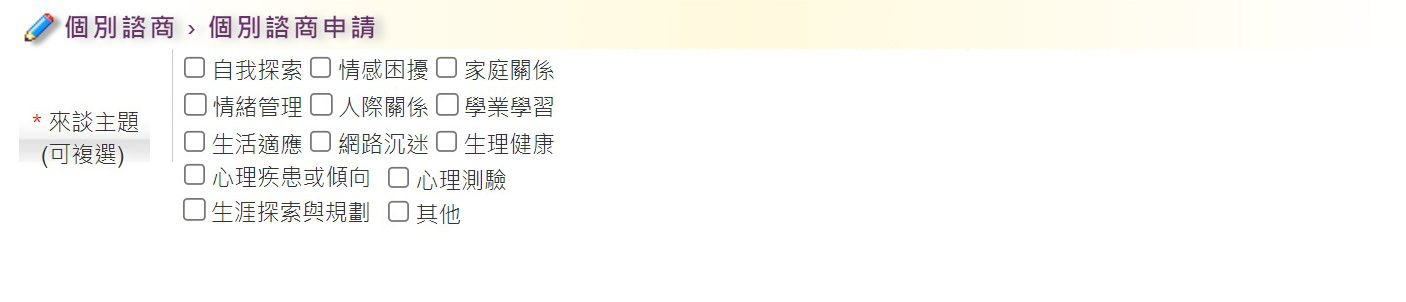 個別諮商 › 個別諮商申請
* 來談主題
(可複選)
自我探索 情感困擾 家庭關係
情緒管理 人際關係 學業學習
生活適應 網路沉迷 生理健康
心理疾患或傾向 心理測驗
生涯探索與規劃 其他